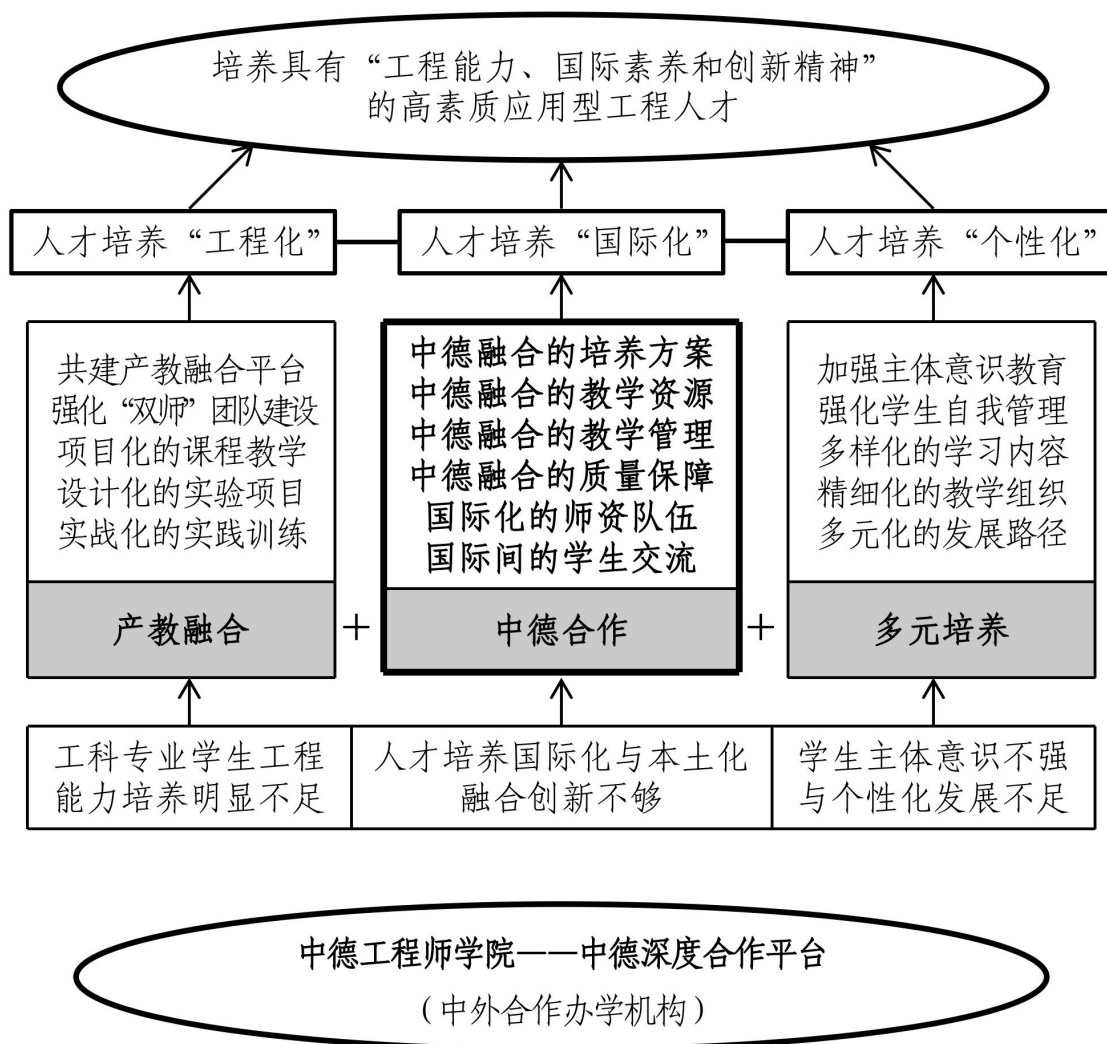 培养具有“工程能力、国际素养和创新精神”
的高素质应用型工程人才
人才培养“工程化”
人才培养“国际化”
人才培养“个性化”
共建产教融合平台
强化“双师”团队建设
项目化的课程教学
设计化的实验项目
实战化的实践训练
产教融合
+
中德融合的培养方案
中德融合的教学资源
中德融合的教学管理
中德融合的质量保障
国际化的师资队伍
国际间的学生交流
中德合作
+
加强主体意识教育
强化学生自我管理
多样化的学习内容
精细化的教学组织
多元化的发展路径
多元培养
工科专业学生工程
能力培养明显不足
人才培养国际化与本土化
融合创新不够
学生主体意识不强
与个性化发展不足
中德工程师学院——中德深度合作平台
(中外合作办学机构)